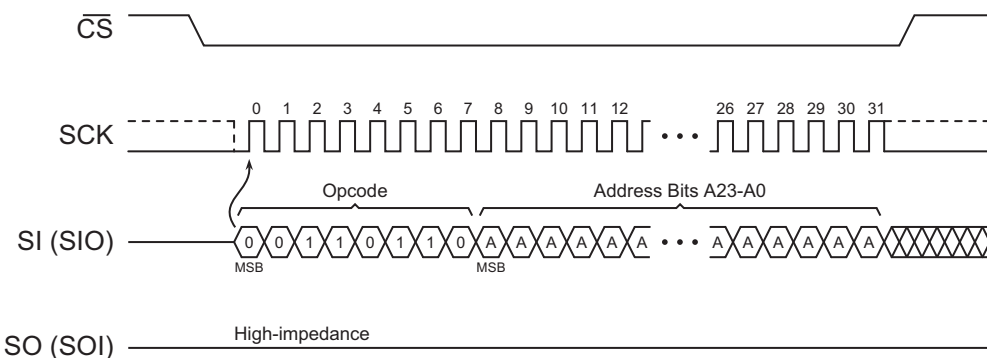 CS
0 1 2 3 4 5 6 7 8 9 10 11 12 26 27 28 29 30 31
SCK
Opcode Address Bits A23-A0
SI (SIO) 0 0 1 1 0 1 1 0 A A A A A A A A A A A A
MSB MSB
High-impedance
SO (SOI)